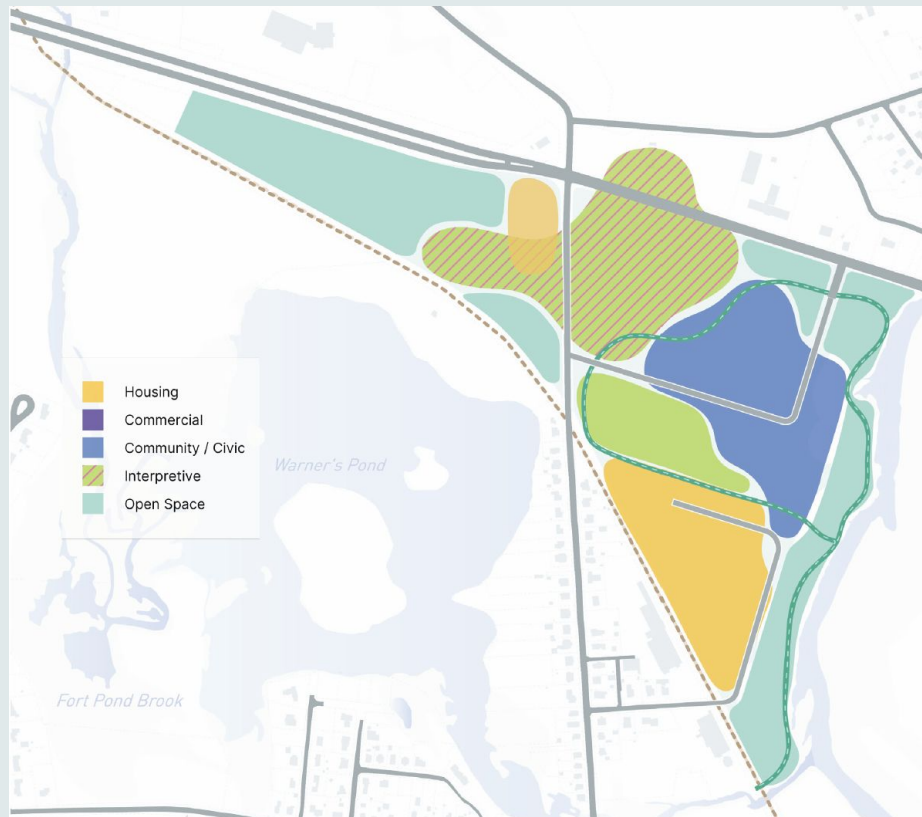 Housing
Commercial
Community / Civic
Interpretive
Open Space
Warner's Pond
Fort Pond Brook